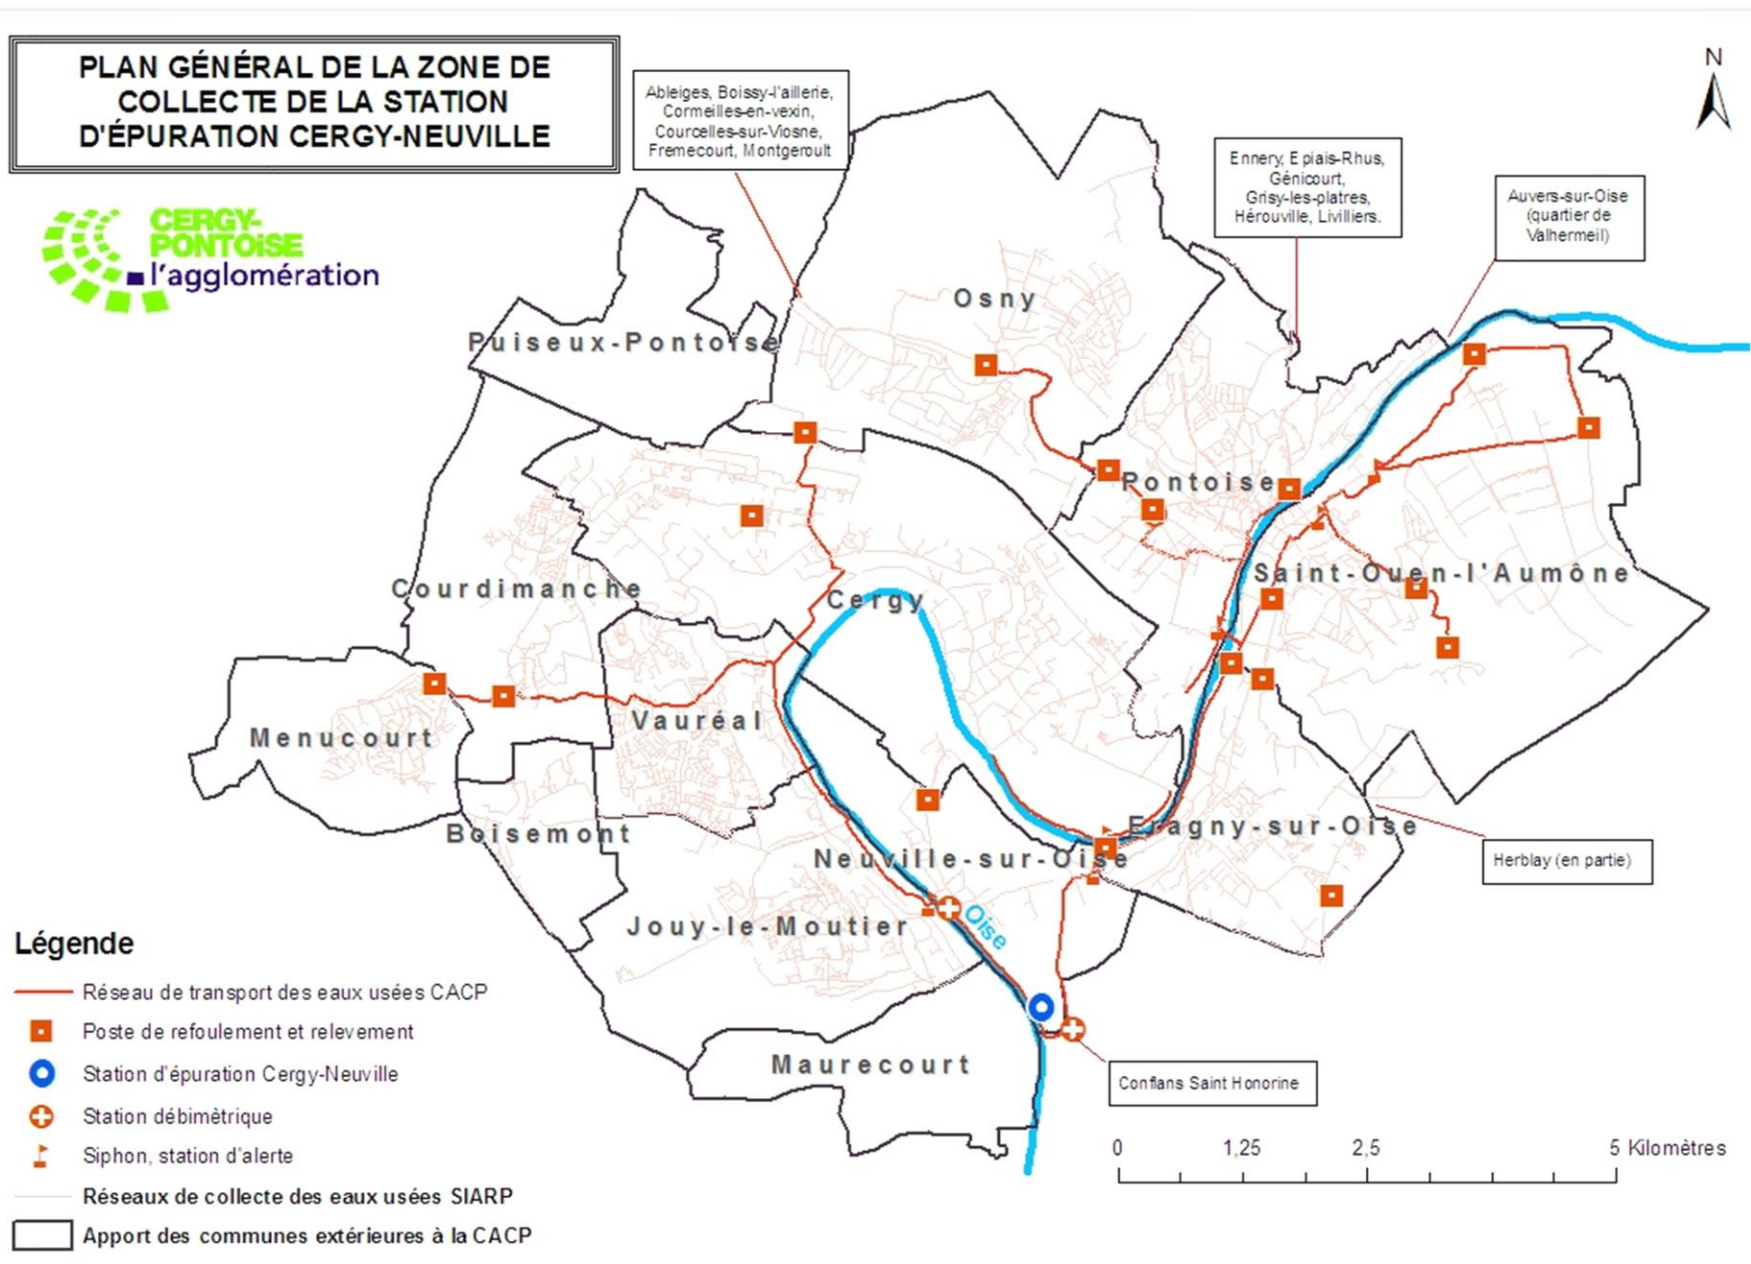 PLAN GÉNÉRAL DE LA ZONE DE
COLLECTE DE LA STATION
D'ÉPURATION CERGY-NEUVILLE
CERGY-
PONTOiSE
l'agglomération
Ableiges, Boissy-l'aillerie,
Cormeilles-en-vexin,
Courcelles-sur-Viosne,
Fremecourt, Montgeroult
Ennery, Epiais-Rhus,
Génicourt,
Grisy-les-platres,
Hérouville, Livilliers.
Auvers-sur-Oise
(quartier de
Valhermeil)
N
Osny
Puiseux-Pontoise
Pontoise
Saint-Ouen-l'Aumône
Courdimanche
Cergy
Vauréal
Menucourt
Boisemont
Neuville-sur-Oise
Eragny-sur-Oise
Herblay (en partie)
Jouy-le-Moutier
Oise
Maurecourt
Conflans Saint Honorine
0 1,25 2,5 5 Kilomètres
Légende
Réseau de transport des eaux usées CACP
Poste de refoulement et relevement
Station d'épuration Cergy-Neuville
Station débimètrique
Siphon, station d'alerte
Réseaux de collecte des eaux usées SIARP
Apport des communes extérieures à la CACP